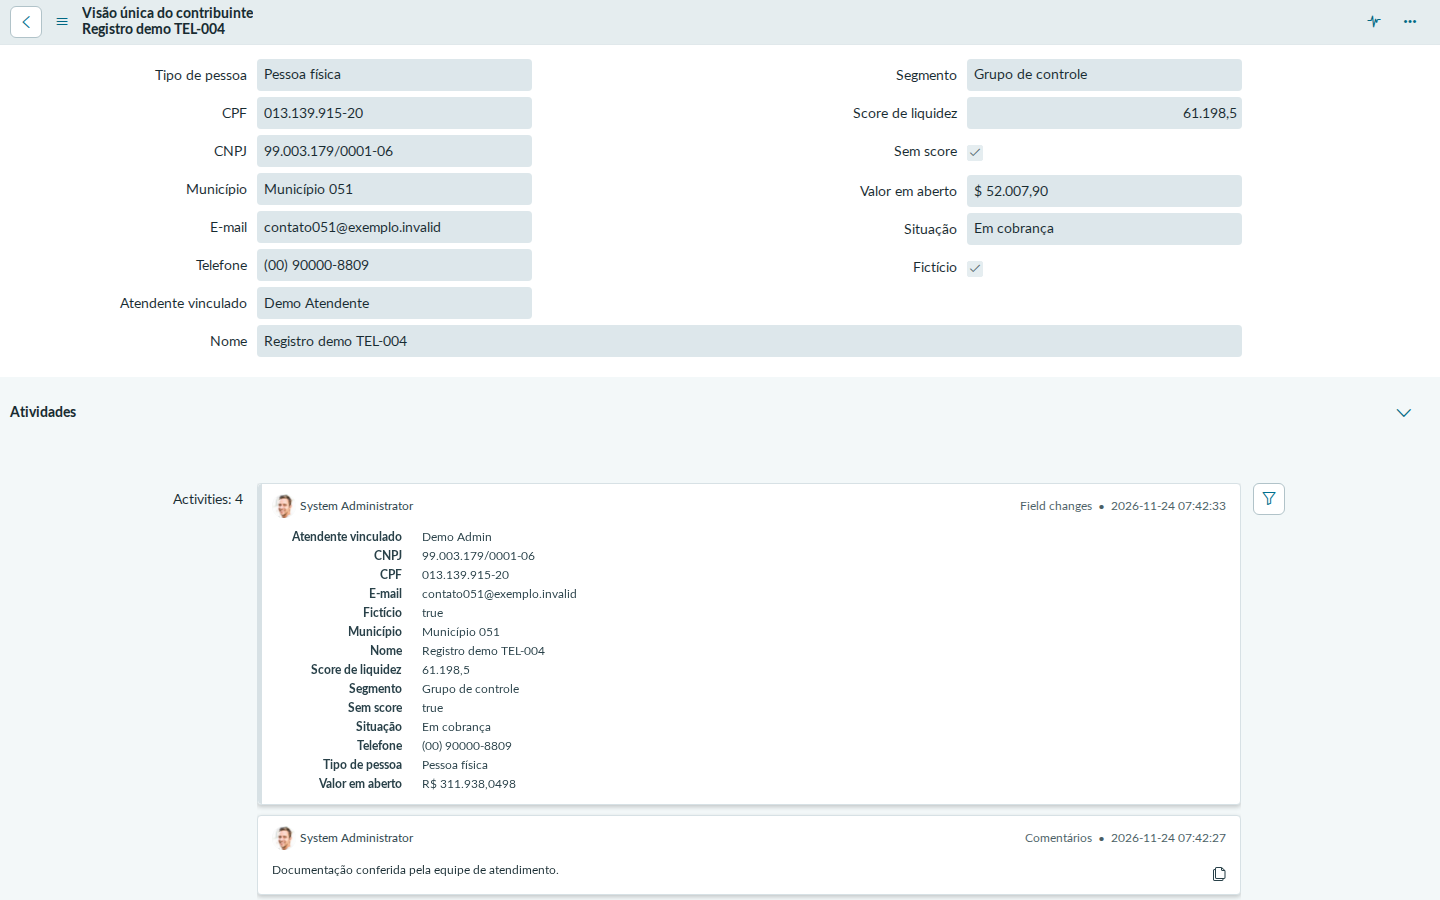 Visão única do contribuinte
Registro demo TEL-004
Tipo de pessoa
Pessoa física
CPF
013.139.915-20
CNPJ
99.003.179/0001-06
Município
Município 051
E-mail
contato051@exemplo.invalid
Telefone
(00) 90000-8809
Atendente vinculado
Demo Atendente
Nome
Registro demo TEL-004
Segmento
Grupo de controle
Score de liquidez
61.198,5
Sem score
Valor em aberto
$ 52.007,90
Situação
Em cobrança
Fictício
Atividades
Activities: 4
System Administrator
Field changes • 2026-11-24 07:42:33
Atendente vinculado Demo Admin
CNPJ 99.003.179/0001-06
CPF 013.139.915-20
E-mail contato051@exemplo.invalid
Fictício true
Município Município 051
Nome Registro demo TEL-004
Score de liquidez 61.198,5
Segmento Grupo de controle
Sem score true
Situação Em cobrança
Telefone (00) 90000-8809
Tipo de pessoa Pessoa física
Valor em aberto R$ 311.938,0498
System Administrator
Comentários • 2026-11-24 07:42:27
Documentação conferida pela equipe de atendimento.